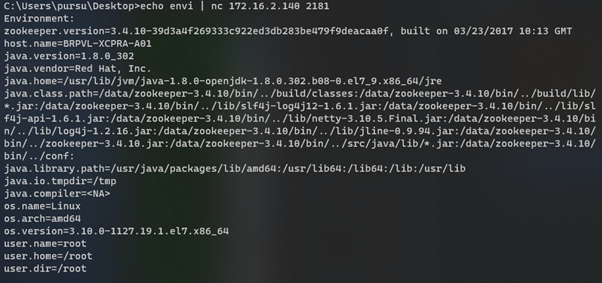 C:\Users\pursu\Desktop>echo envi | nc 172.16.2.140 2181
Environment:
zookeeper.version=3.4.10-39d3a4f269333c922ed3db283be479f9deacaa0f, built on 03/23/2017 10:13 GMT
host.name=BRPVL-XCPRA-A01
java.version=1.8.0_302
java.vendor=Red Hat, Inc.
java.home=/usr/lib/jvm/java-1.8.0-openjdk-1.8.0.302.b08-0.el7_9.x86_64/jre
java.class.path=/data/zookeeper-3.4.10/bin/../build/classes:/data/zookeeper-3.4.10/bin/../build/lib/
*.jar:/data/zookeeper-3.4.10/bin/../lib/slf4j-log4j12-1.6.1.jar:/data/zookeeper-3.4.10/bin/../lib/sl
f4j-api-1.6.1.jar:/data/zookeeper-3.4.10/bin/../lib/netty-3.10.5.Final.jar:/data/zookeeper-3.4.10/bi
n/../lib/log4j-1.2.16.jar:/data/zookeeper-3.4.10/bin/../lib/jline-0.9.94.jar:/data/zookeeper-3.4.10/
bin/../zookeeper-3.4.10.jar:/data/zookeeper-3.4.10/bin/../src/java/lib/*.jar:/data/zookeeper-3.4.10/
bin/../conf:
java.library.path=/usr/java/packages/lib/amd64:/usr/lib64:/lib64:/lib:/usr/lib
java.io.tmpdir=/tmp
java.compiler=<NA>
os.name=Linux
os.arch=amd64
os.version=3.10.0-1127.19.1.el7.x86_64
user.name=root
user.home=/root
user.dir=/root